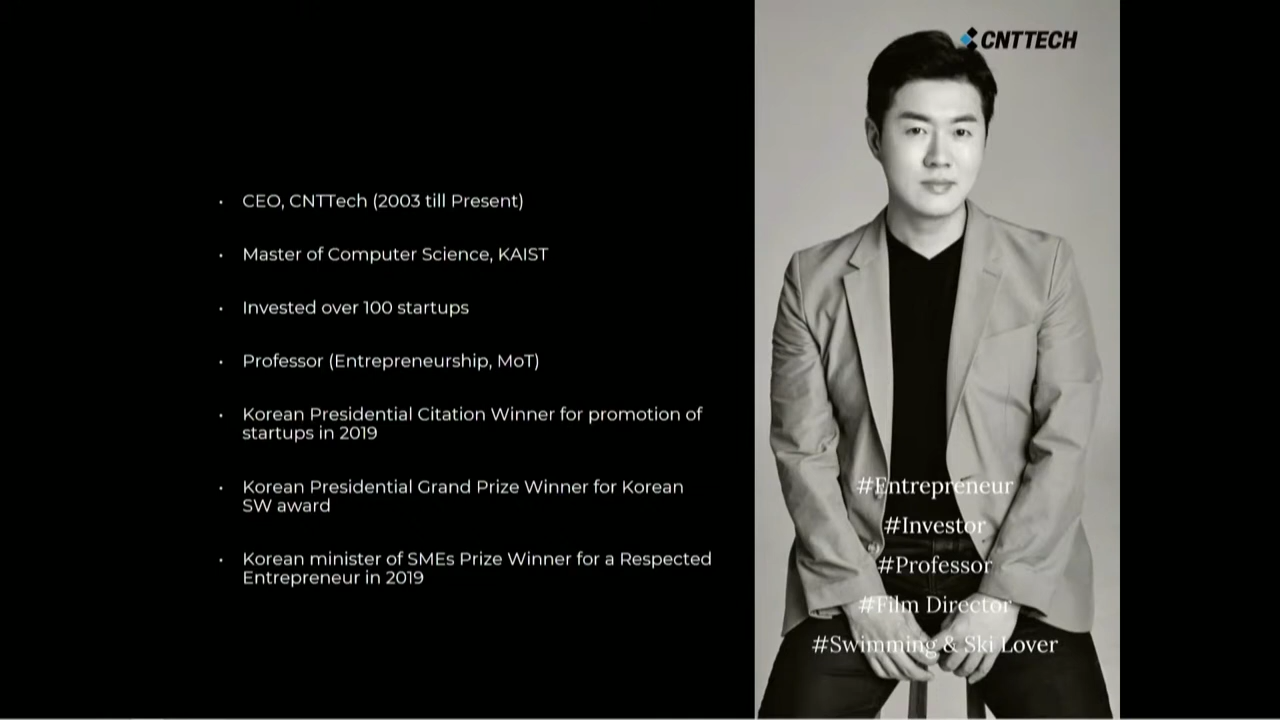 CNTTECH
• CEO, CNTTech (2003 till Present)
• Master of Computer Science, KAIST
• Invested over 100 startups
• Professor (Entrepreneurship, MoT)
• Korean Presidential Citation Winner for promotion of
startups in 2019
• Korean Presidential Grand Prize Winner for Korean
SW award
• Korean minister of SMEs Prize Winner for a Respected
Entrepreneur in 2019
#Entrepreneur
#Investor
#Professor
#Film Director
#Swimming & Ski Lover